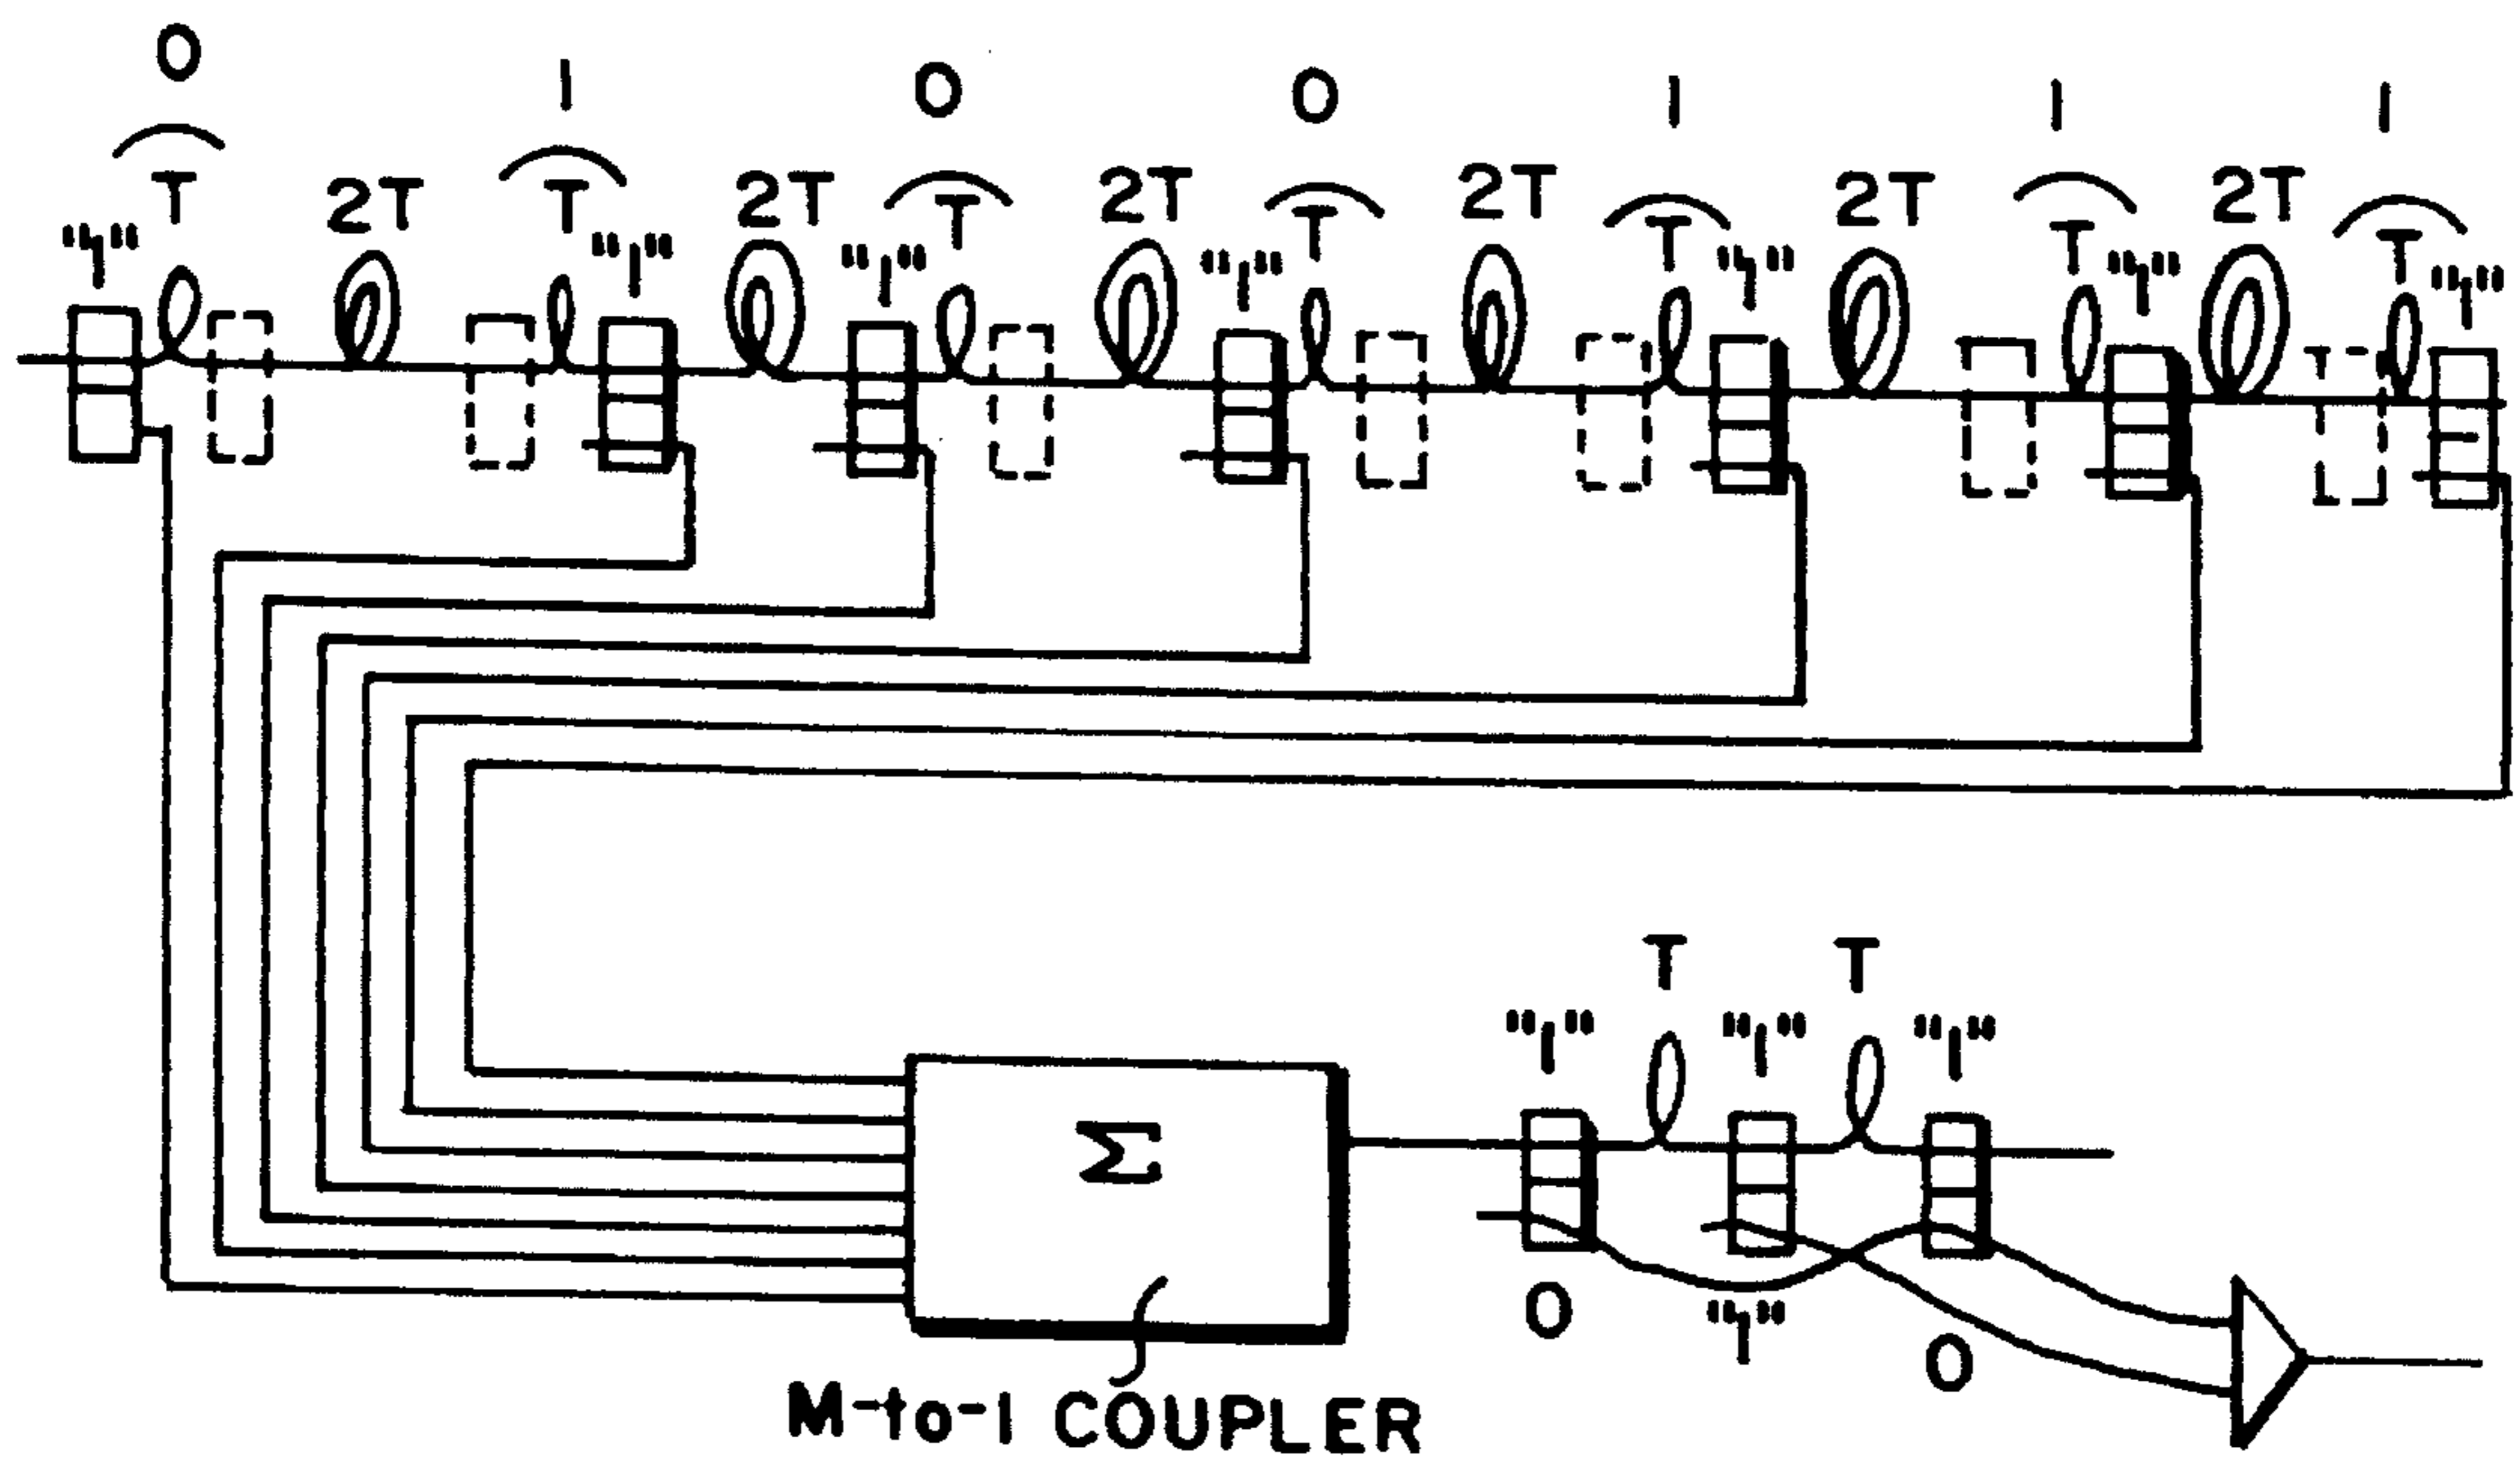 0 1 0 0 1 1 1
T 2T T 2T T 2T T 2T T 2T T 2T T
"1" "1" "1" "1" "1" "1" "1"
T T
"1" "1" "1"
Σ
0 "1" 0
M-to-1 COUPLER